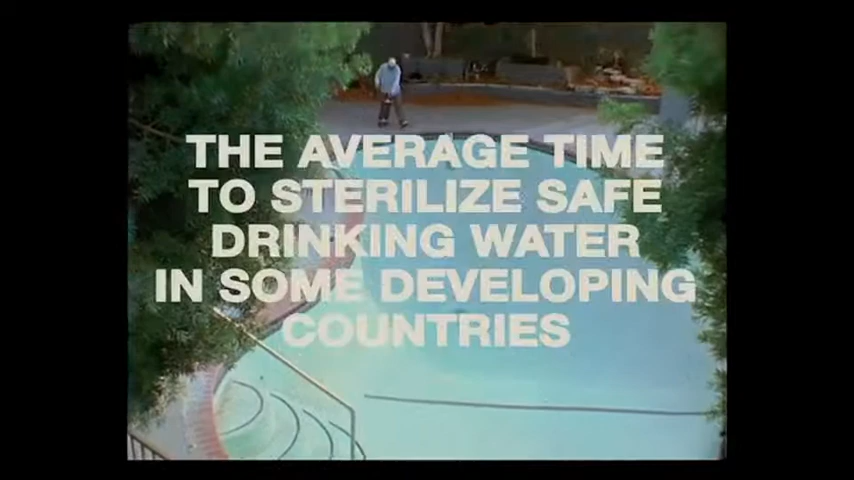 THE AVERAGE TIME
TO STERILIZE SAFE
DRINKING WATER
IN SOME DEVELOPING
COUNTRIES